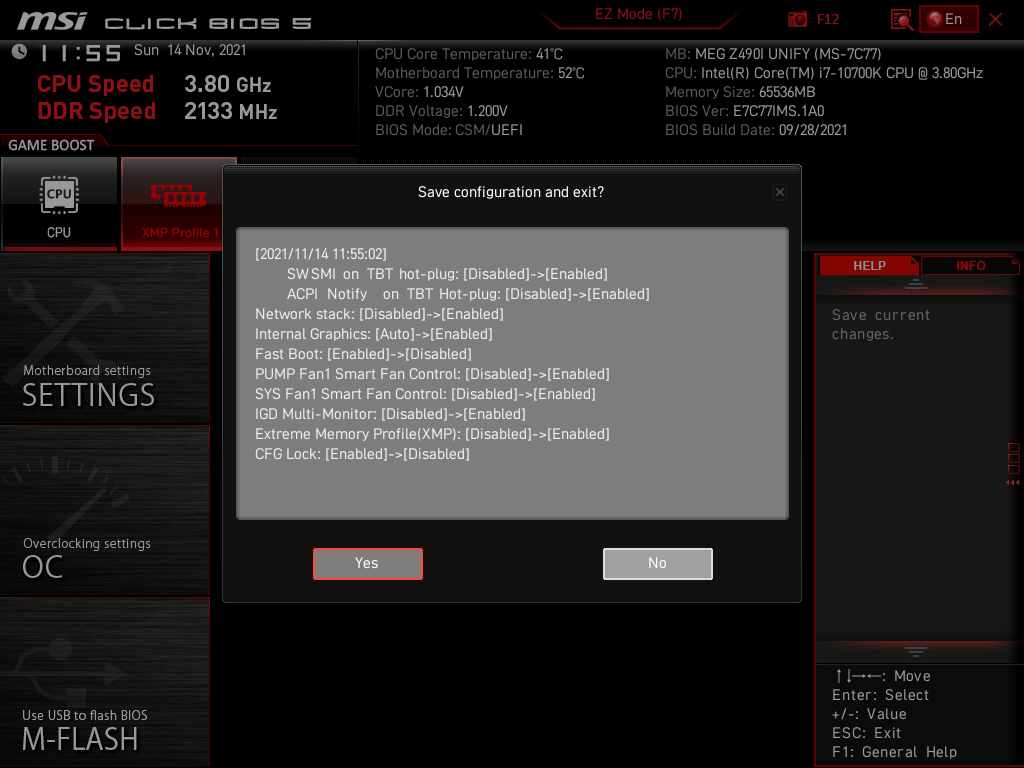 msi CLICK BIOS 5
EZ Mode (F7)
: F12
En
11:55 Sun 14 Nov, 2021
CPU Speed 3.80 GHz
DDR Speed 2133 MHz
CPU Core Temperature: 41°C
Motherboard Temperature: 52°C
VCore: 1.034V
DDR Voltage: 1.200V
BIOS Mode: CSM/UEFI
MB: MEG Z490I UNIFY (MS-7C77)
CPU: Intel(R) Core(TM) i7-10700K CPU @ 3.80GHz
Memory Size: 65536MB
BIOS Ver: E7C77IMS.1A0
BIOS Build Date: 09/28/2021
GAME BOOST
CPU
CPU
XMP Profile 1
Save configuration and exit?
[2021/11/14 11:55:02]
SW SMI on TBT hot-plug: [Disabled]->[Enabled]
ACPI Notify on TBT Hot-plug: [Disabled]->[Enabled]
Network stack: [Disabled]->[Enabled]
Internal Graphics: [Auto]->[Enabled]
Fast Boot: [Enabled]->[Disabled]
PUMP Fan1 Smart Fan Control: [Disabled]->[Enabled]
SYS Fan1 Smart Fan Control: [Disabled]->[Enabled]
IGD Multi-Monitor: [Disabled]->[Enabled]
Extreme Memory Profile(XMP): [Disabled]->[Enabled]
CFG Lock: [Enabled]->[Disabled]
Yes
No
Motherboard settings
SETTINGS
Overclocking settings
OC
Use USB to flash BIOS
M-FLASH
HELP
INFO
Save current
changes.
↑↓→←: Move
Enter: Select
+/-: Value
ESC: Exit
F1: General Help